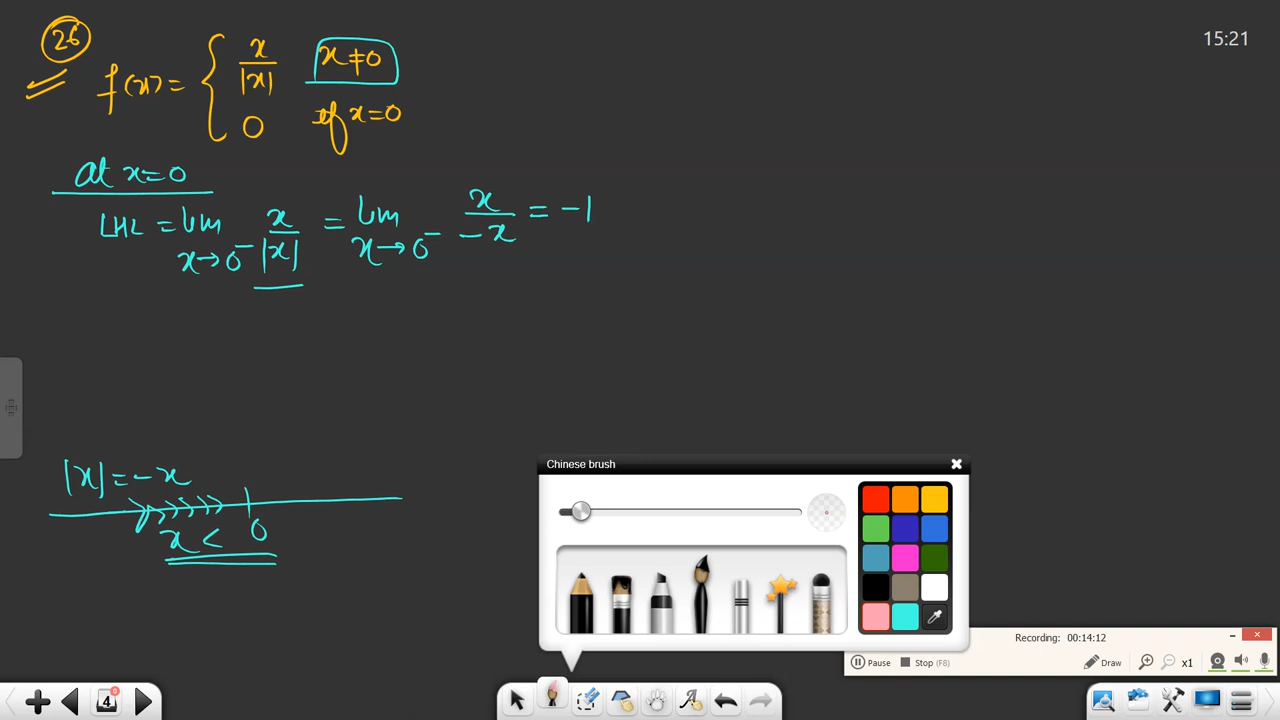 15:21
26
f(x) = { x/|x| x≠0
0 if x=0
at x=0
LHL = lim x→0⁻ x/|x| = lim x→0⁻ x/-x = -1
|x| = -x
0
x <
Chinese brush
Recording: 00:14:12
Pause Stop (F8) Draw x1
4 0